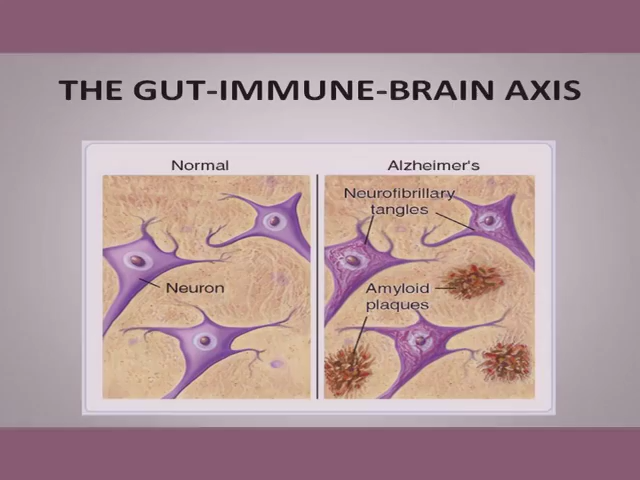 THE GUT-IMMUNE-BRAIN AXIS
Normal
Neuron
Alzheimer's
Neurofibrillary
tangles
Amyloid
plaques